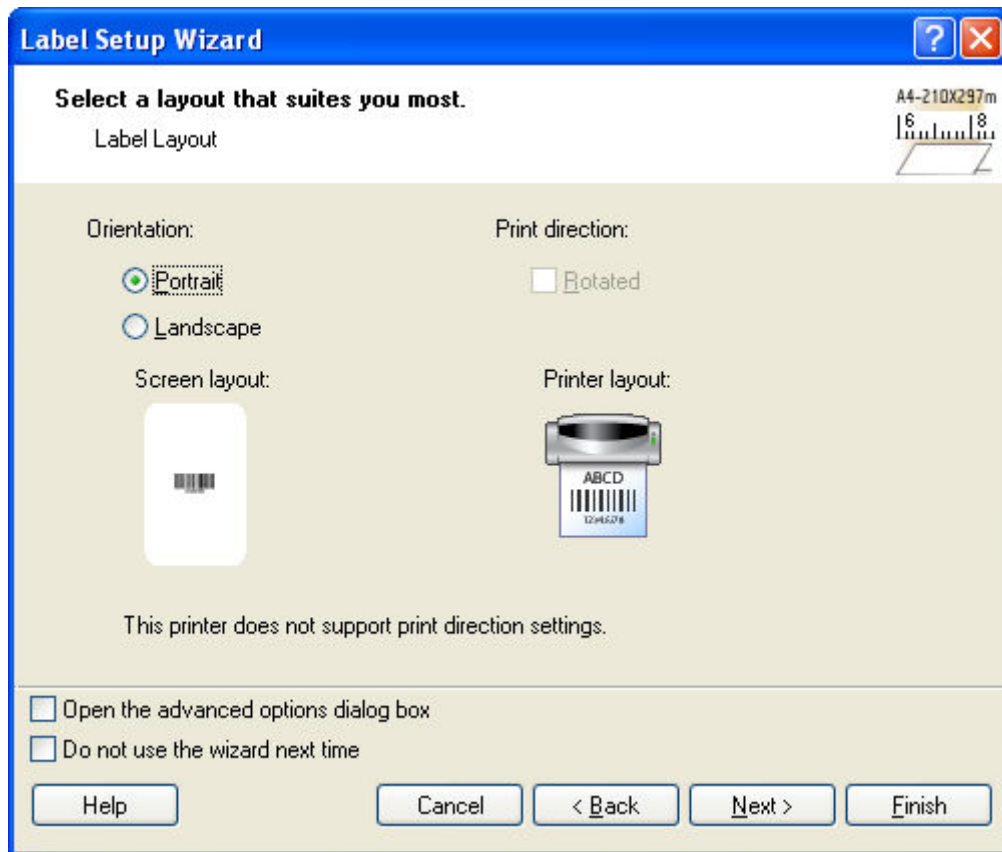 Label Setup Wizard
Select a layout that suites you most.
Label Layout
A4-210X297m
6 8
Orientation:
Print direction:
Portrait
Rotated
Landscape
Screen layout:
Printer layout:
ABCD
This printer does not support print direction settings.
Open the advanced options dialog box
Do not use the wizard next time
Help
Cancel
< Back
Next >
Finish